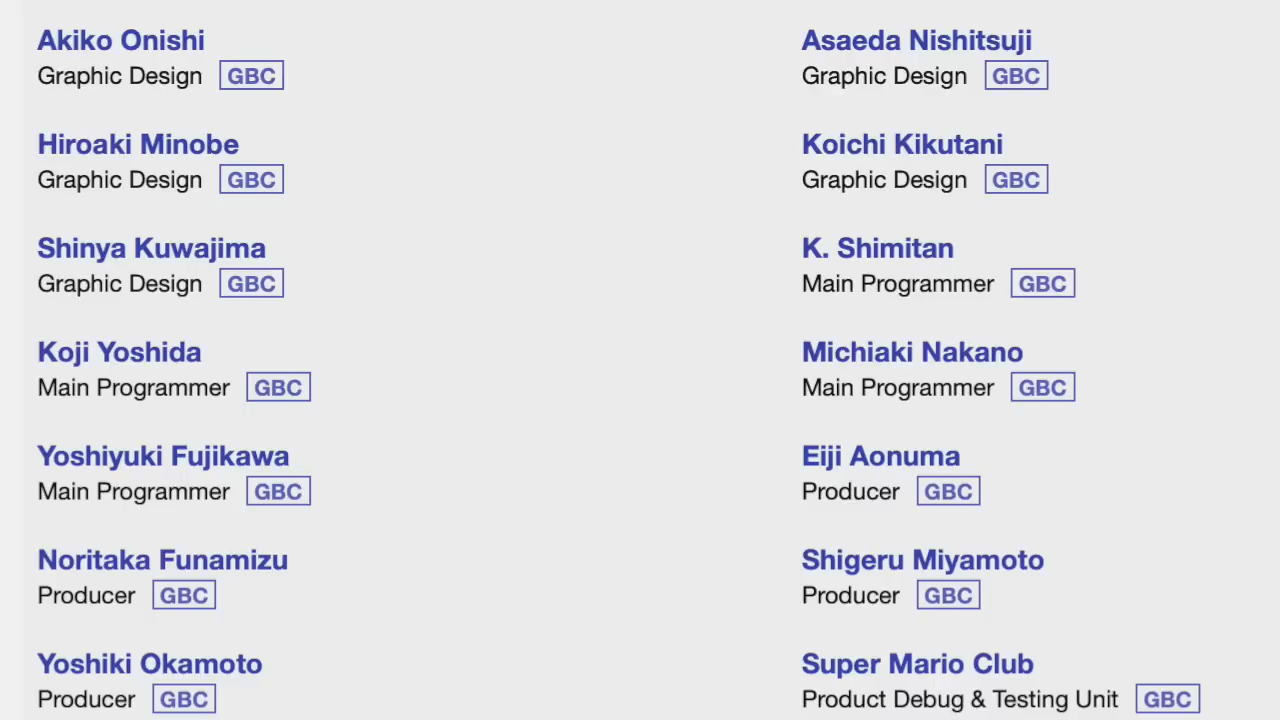 Akiko Onishi
Graphic Design GBC
Asaeda Nishitsuji
Graphic Design GBC
Hiroaki Minobe
Graphic Design GBC
Koichi Kikutani
Graphic Design GBC
Shinya Kuwajima
Graphic Design GBC
K. Shimitan
Main Programmer GBC
Koji Yoshida
Main Programmer GBC
Michiaki Nakano
Main Programmer GBC
Yoshiyuki Fujikawa
Main Programmer GBC
Eiji Aonuma
Producer GBC
Noritaka Funamizu
Producer GBC
Shigeru Miyamoto
Producer GBC
Yoshiki Okamoto
Producer GBC
Super Mario Club
Product Debug & Testing Unit GBC